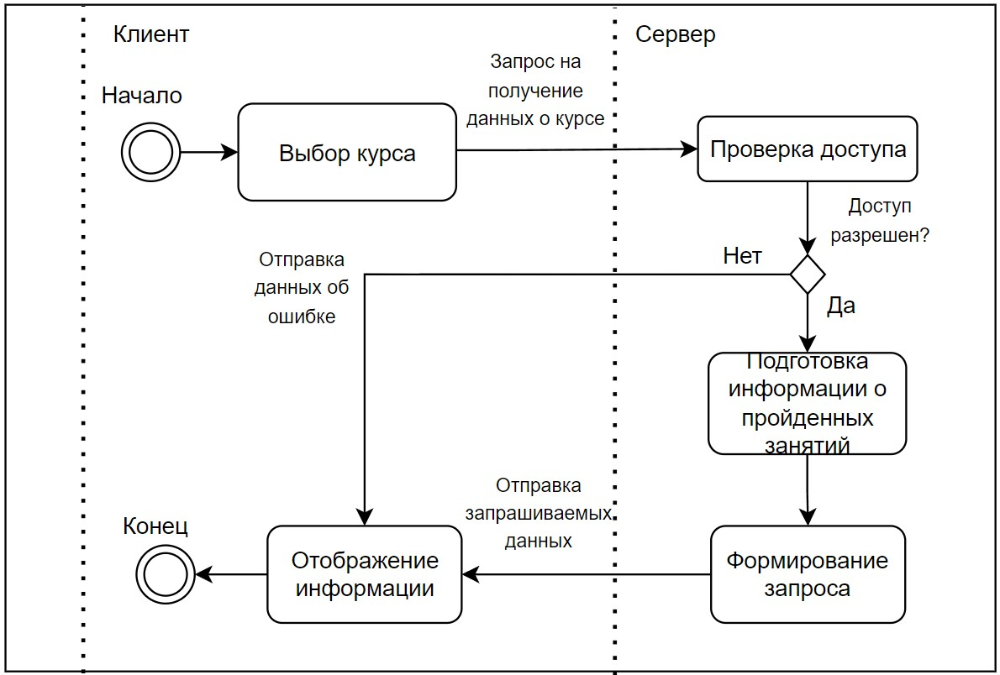 Клиент
Сервер
Начало
Выбор курса
Запрос на
получение
данных о курсе
Проверка доступа
Доступ
разрешен?
Нет
Да
Отправка
данных об
ошибке
Подготовка
информации о
пройденных
занятий
Отправка
запрашиваемых
данных
Формирование
запроса
Отображение
информации
Конец